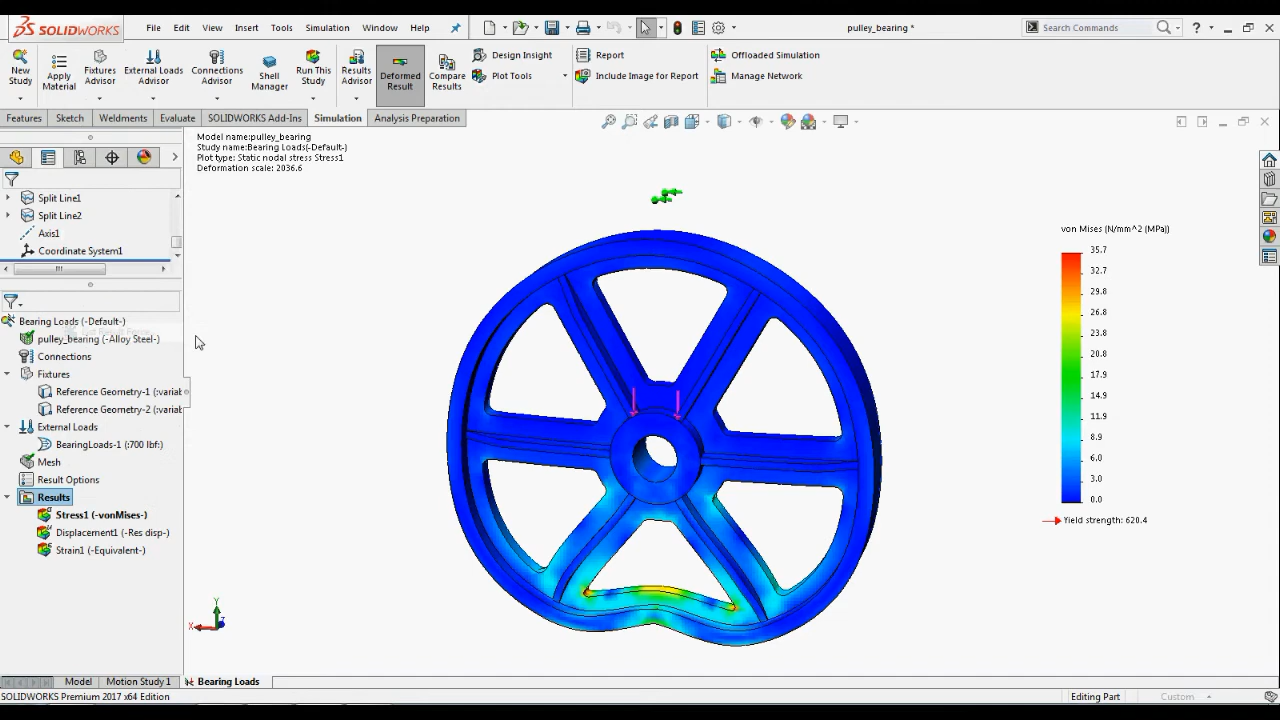 SOLIDWORKS
File Edit View Insert Tools Simulation Window Help
pulley_bearing *
Search Commands
New Study
Apply Material
Fixtures Advisor
External Loads Advisor
Connections Advisor
Shell Manager
Run This Study
Results Advisor
Deformed Result
Compare Results
Design Insight
Plot Tools
Report
Include Image for Report
Offloaded Simulation
Manage Network
Features Sketch Weldments Evaluate SOLIDWORKS Add-Ins Simulation Analysis Preparation
Model name:pulley_bearing
Study name:Bearing Loads(-Default-)
Plot type: Static nodal stress Stress1
Deformation scale: 2036.6
Split Line1
Split Line2
Axis1
Coordinate System1
Bearing Loads (-Default-)
pulley_bearing (-Alloy Steel-)
Connections
Fixtures
Reference Geometry-1 (:variab
Reference Geometry-2 (:variab
External Loads
BearingLoads-1 (:700 lbf:)
Mesh
Result Options
Results
Stress1 (-vonMises-)
Displacement1 (-Res disp-)
Strain1 (-Equivalent-)
von Mises (N/mm^2 (MPa))
35.7
32.7
29.8
26.8
23.8
20.8
17.9
14.9
11.9
8.9
6.0
3.0
0.0
Yield strength: 620.4
Y
X
Z
Model Motion Study 1 Bearing Loads
SOLIDWORKS Premium 2017 x64 Edition
Editing Part
Custom